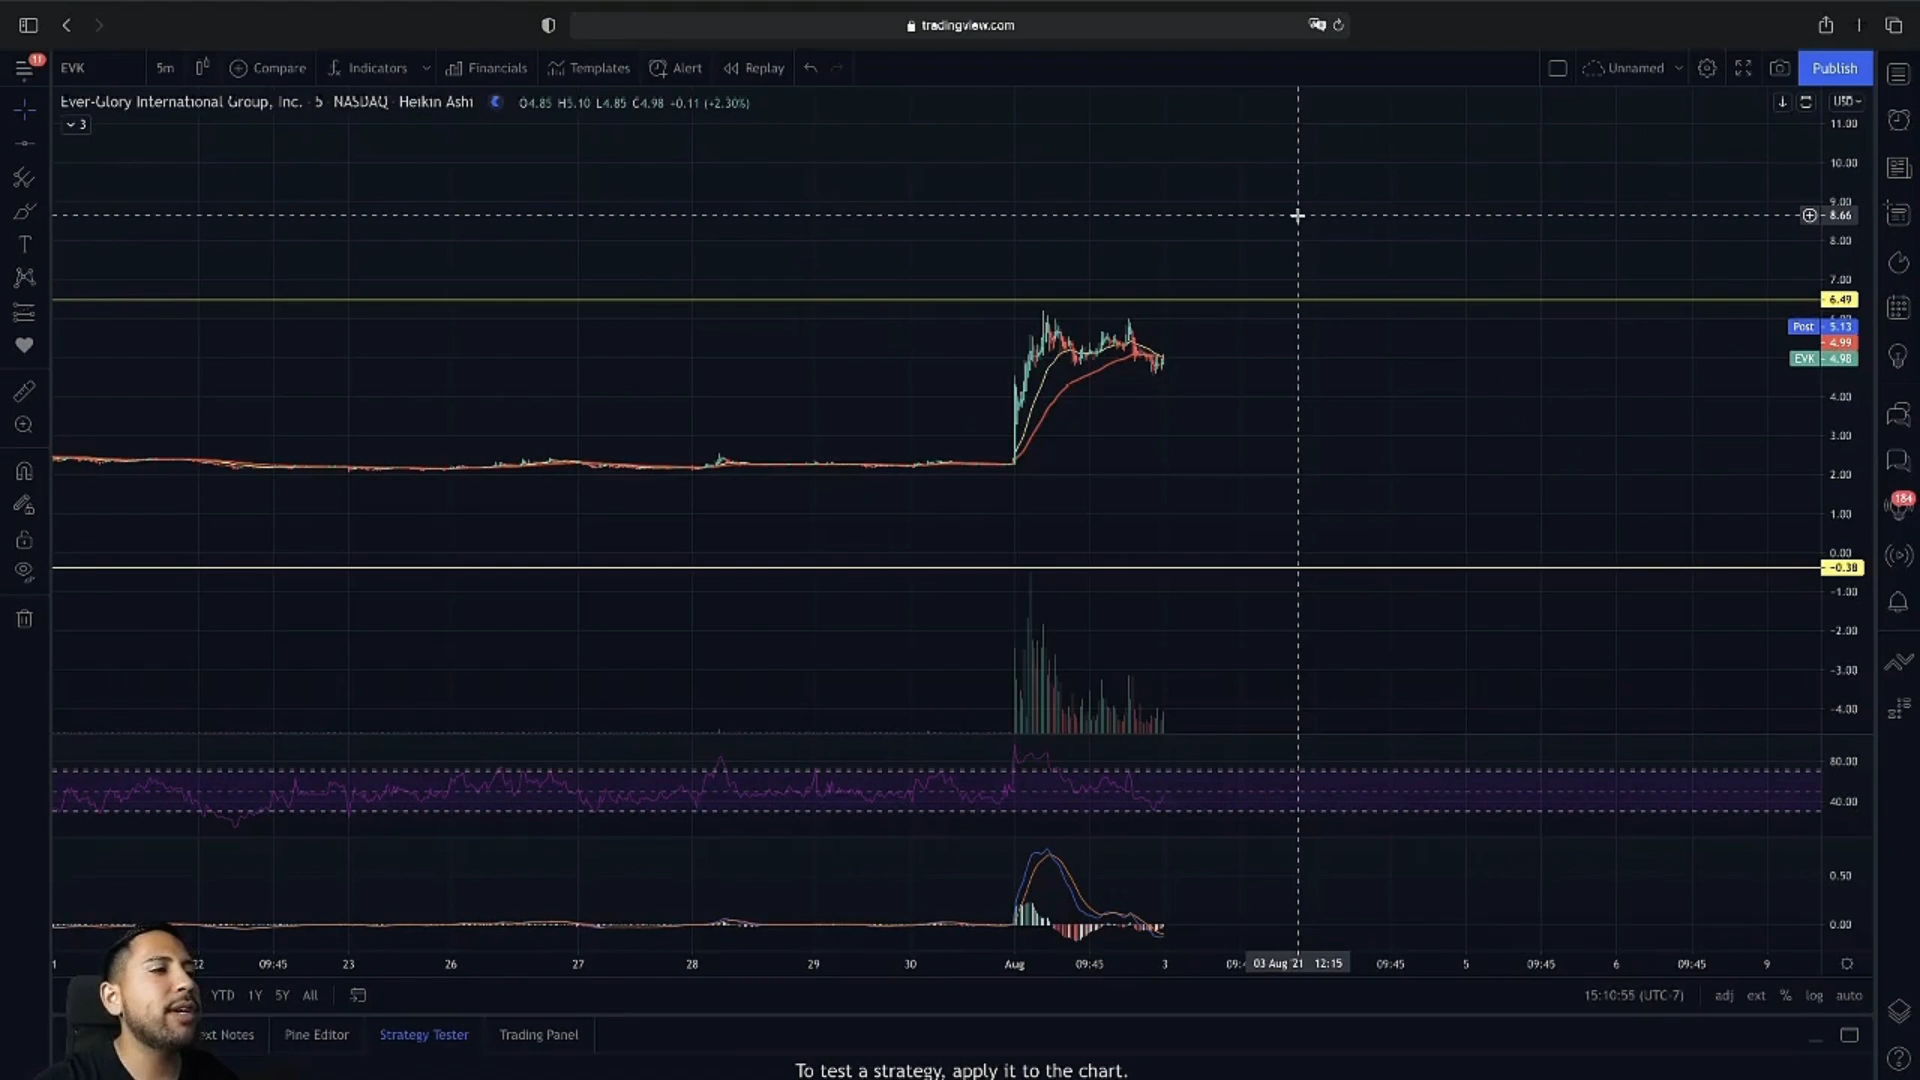 tradingview.com
11
EVK 5m Compare Indicators Financials Templates Alert Replay Unnamed Publish
Ever-Glory International Group, Inc. · 5 · NASDAQ · Heikin Ashi O4.85 H5.10 L4.85 C4.98 -0.11 (+2.30%) USD
3
11.00
10.00
9.00
8.66
8.00
7.00
6.49
Post 5.13
4.99
EVK 4.98
4.00
3.00
2.00
184
1.00
0.00
-0.38
-1.00
-2.00
-3.00
-4.00
80.00
40.00
0.50
0.00
09:45 23 26 27 28 29 30 Aug 09:45 3 03 Aug '21 12:15 09:45 5 09:45 6 09:45 9
YTD 1Y 5Y All 15:10:55 (UTC-7) adj ext % log auto
Notes Pine Editor Strategy Tester Trading Panel
To test a strategy, apply it to the chart.